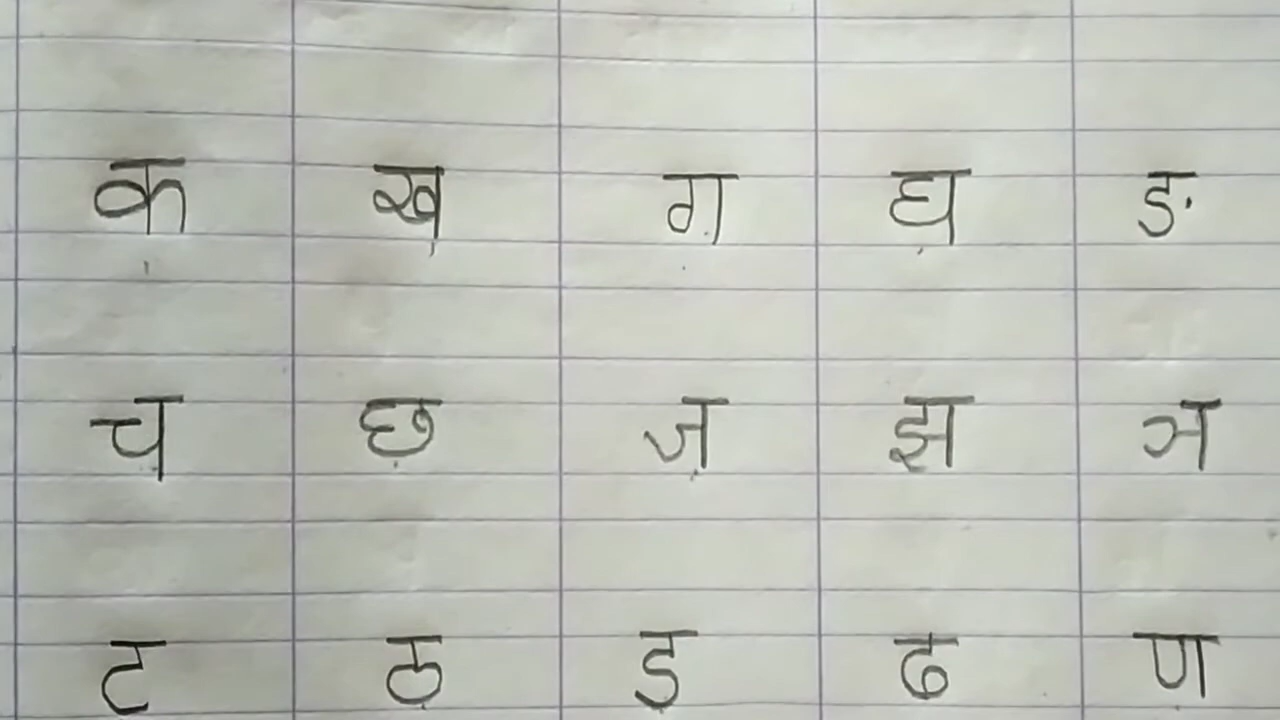 क ख ग घ ङ
च छ ज झ ञ
ट ठ ड ढ ण